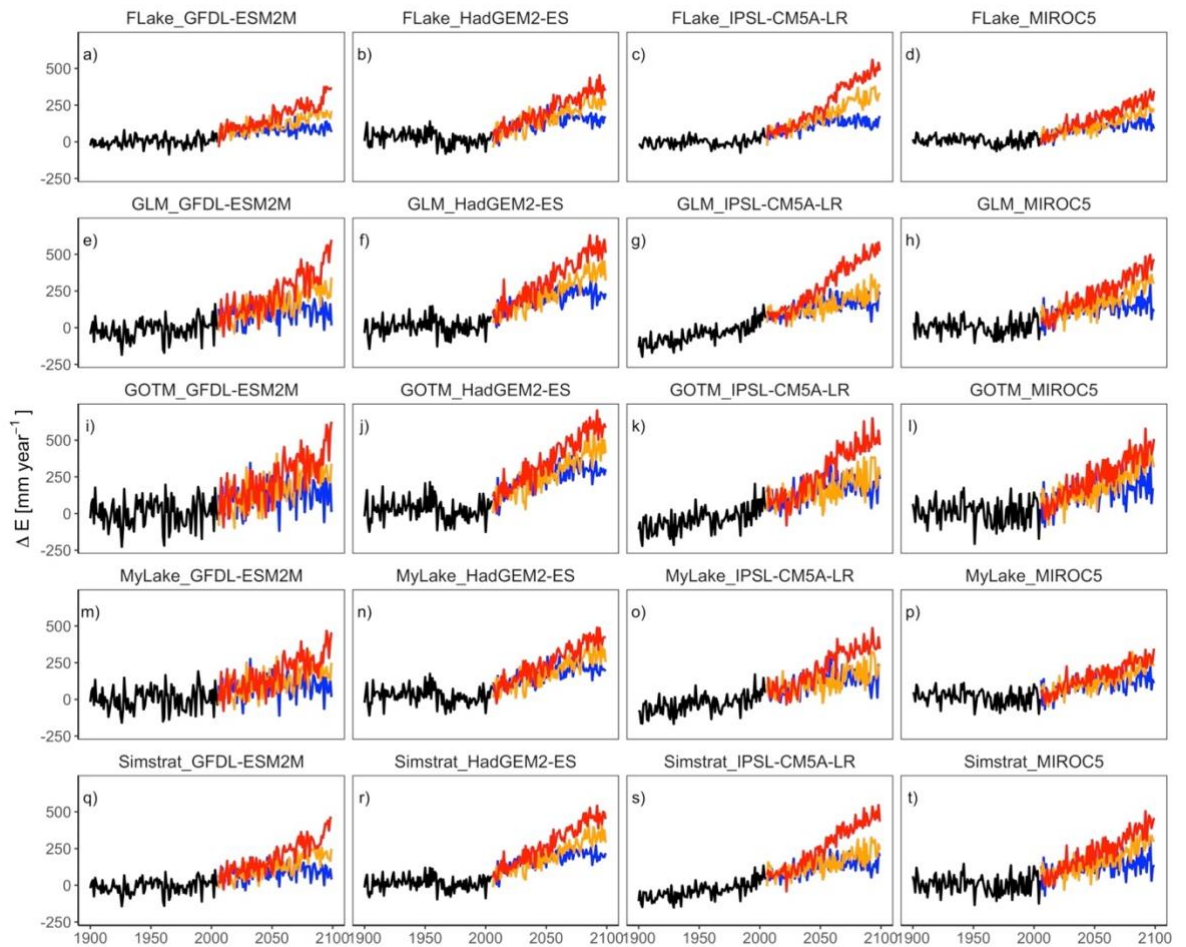 FLake_GFDL-ESM2M FLake_HadGEM2-ES FLake_IPSL-CM5A-LR FLake_MIROC5
a) b) c) d)
500
250
0
-250
GLM_GFDL-ESM2M GLM_HadGEM2-ES GLM_IPSL-CM5A-LR GLM_MIROC5
e) f) g) h)
500
250
0
-250
GOTM_GFDL-ESM2M GOTM_HadGEM2-ES GOTM_IPSL-CM5A-LR GOTM_MIROC5
i) j) k) l)
500
250
0
-250
Δ E [mm year⁻¹]
MyLake_GFDL-ESM2M MyLake_HadGEM2-ES MyLake_IPSL-CM5A-LR MyLake_MIROC5
m) n) o) p)
500
250
0
-250
Simstrat_GFDL-ESM2M Simstrat_HadGEM2-ES Simstrat_IPSL-CM5A-LR Simstrat_MIROC5
q) r) s) t)
500
250
0
-250
1900 1950 2000 2050 2100 1900 1950 2000 2050 2100 1900 1950 2000 2050 2100 1900 1950 2000 2050 2100